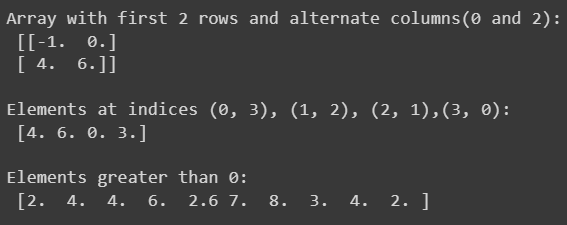 Array with first 2 rows and alternate columns(0 and 2):
[[-1. 0.]
[ 4. 6.]]
Elements at indices (0, 3), (1, 2), (2, 1),(3, 0):
[4. 6. 0. 3.]
Elements greater than 0:
[2. 4. 4. 6. 2.6 7. 8. 3. 4. 2. ]